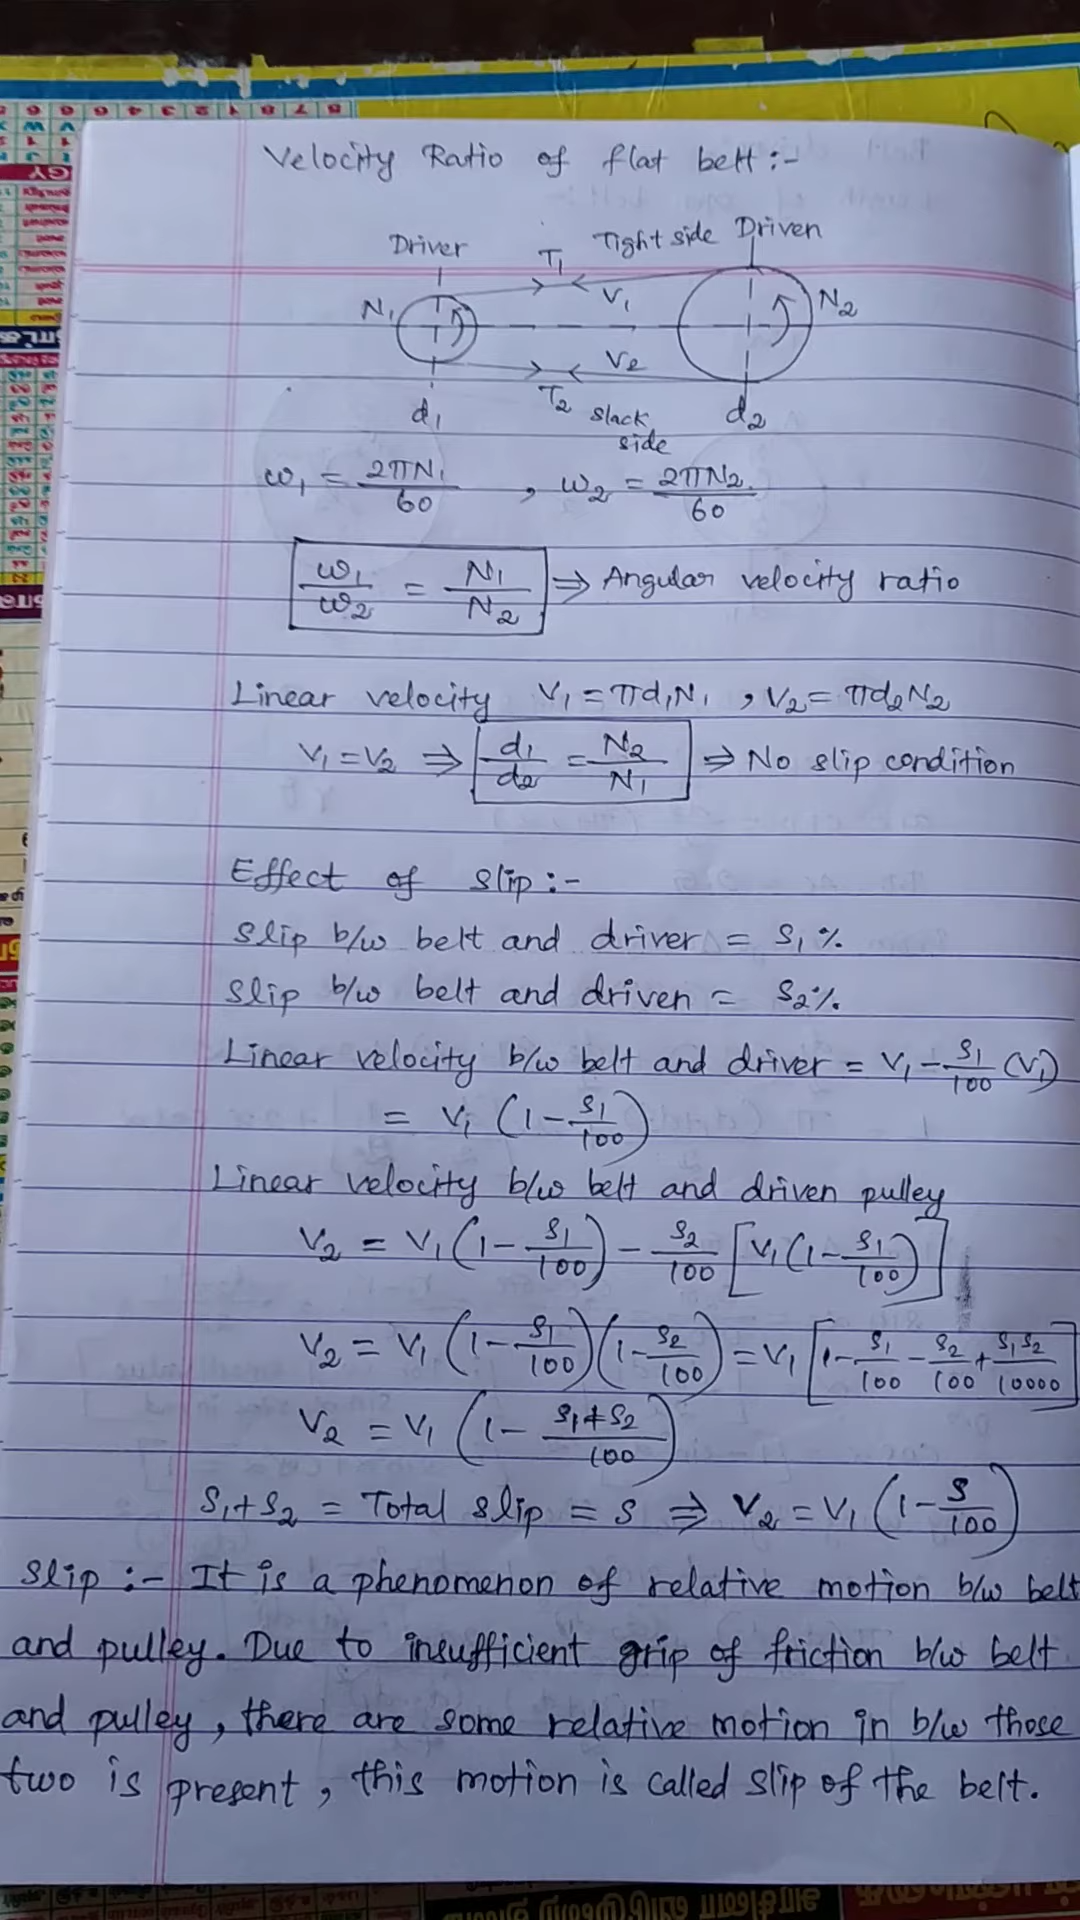 Velocity Ratio of flat belt :-
Driver
T₁
Tight side
Driven
N₁
V₁
N₂
V₂
d₁
T₂
slack
side
d₂
ω₁ = 2πN₁/60 , ω₂ = 2πN₂/60
ω₁/ω₂ = N₁/N₂ ⇒ Angular velocity ratio
Linear velocity V₁ = πd₁N₁ , V₂ = πd₂N₂
V₁ = V₂ ⇒ d₁/d₂ = N₂/N₁ ⇒ No slip condition
Effect of slip :-
slip b/w belt and driver = S₁ %
slip b/w belt and driven = S₂ %
Linear velocity b/w belt and driver = V₁ - S₁/100 (V₁)
= V₁ (1 - S₁/100)
Linear velocity b/w belt and driven pulley
V₂ = V₁ (1 - S₁/100) - S₂/100 [V₁ (1 - S₁/100)]
V₂ = V₁ (1 - S₁/100)(1 - S₂/100) = V₁ [1 - S₁/100 - S₂/100 + S₁S₂/10000]
V₂ = V₁ (1 - S₁+S₂/100)
S₁+S₂ = Total slip = S ⇒ V₂ = V₁ (1 - S/100)
slip :- It is a phenomenon of relative motion b/w belt
and pulley. Due to insufficient grip of friction b/w belt
and pulley, there are some relative motion in b/w those
two is present, this motion is called slip of the belt.